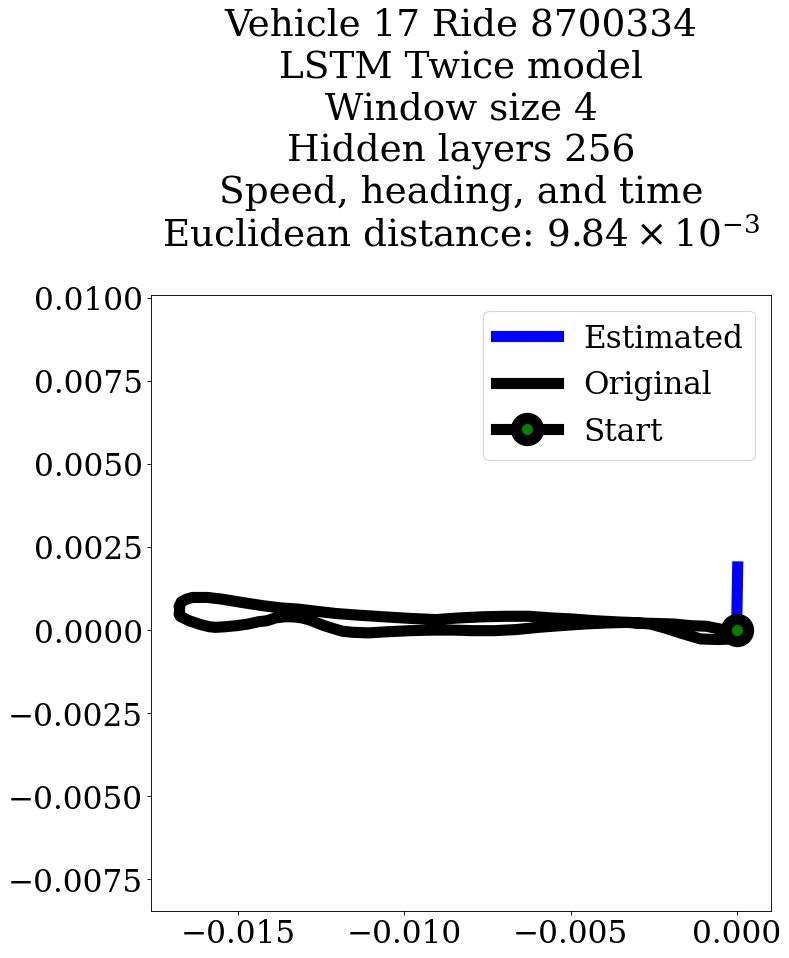 Vehicle 17 Ride 8700334
LSTM Twice model
Window size 4
Hidden layers 256
Speed, heading, and time
Euclidean distance: 9.84 × 10⁻³
0.0100
0.0075
0.0050
0.0025
0.0000
−0.0025
−0.0050
−0.0075
Estimated
Original
Start
−0.015
−0.010
−0.005
0.000